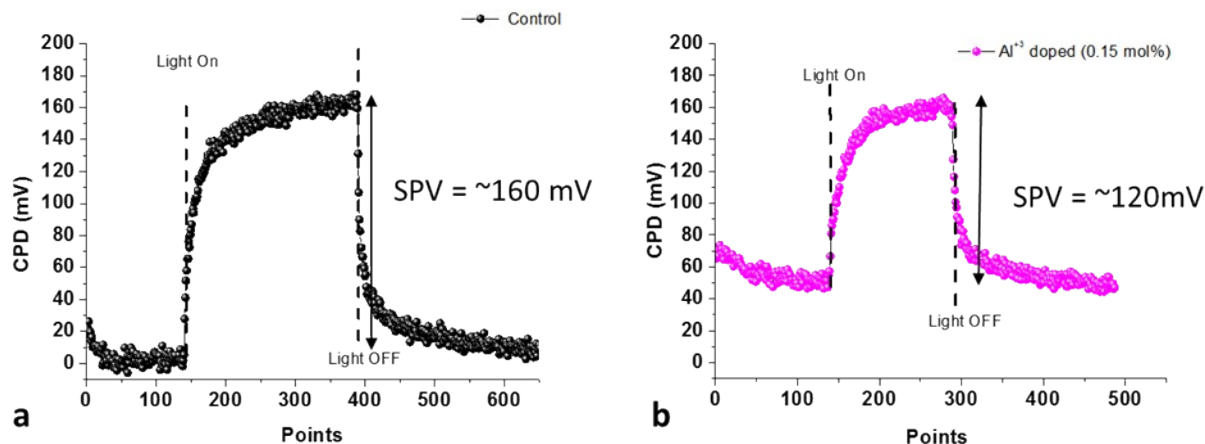 Control
200
180
160
140
120
100
80
60
40
20
0
CPD (mV)
Light On
SPV = ~160 mV
Light OFF
0 100 200 300 400 500 600
Points
a
Al+3 doped (0.15 mol%)
200
180
160
140
120
100
80
60
40
20
0
CPD (mV)
Light On
SPV = ~120mV
Light OFF
0 100 200 300 400 500
Points
b